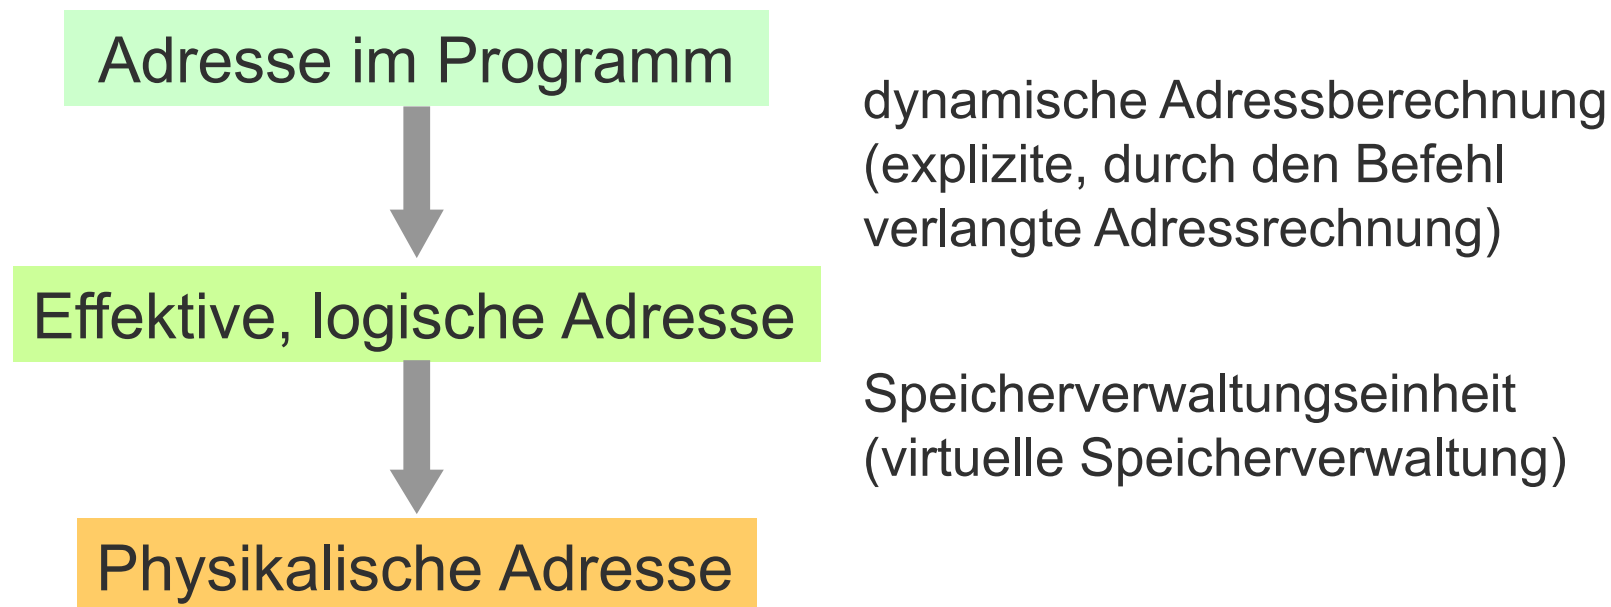 Adresse im Programm
dynamische Adressberechnung
(explizite, durch den Befehl
verlangte Adressrechnung)
Effektive, logische Adresse
Speicherverwaltungseinheit
(virtuelle Speicherverwaltung)
Physikalische Adresse